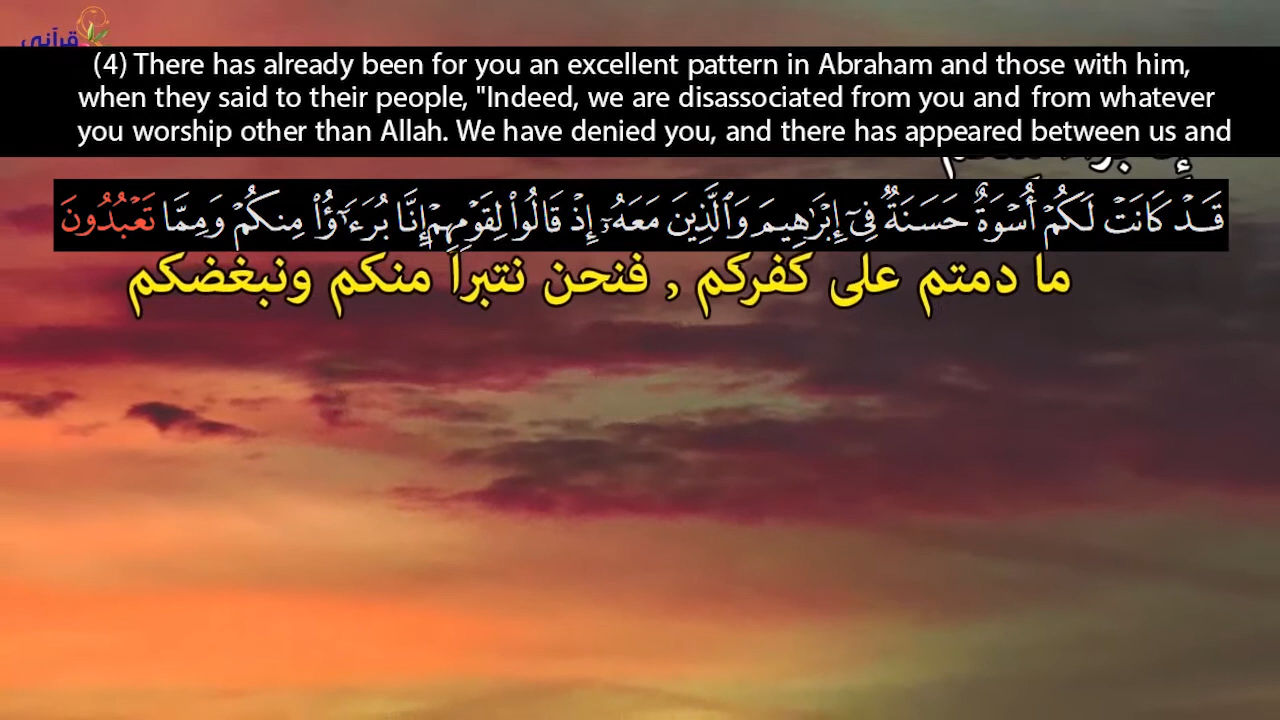 قرآنى
(4) There has already been for you an excellent pattern in Abraham and those with him,
when they said to their people, "Indeed, we are disassociated from you and from whatever
you worship other than Allah. We have denied you, and there has appeared between us and
قَدْ كَانَتْ لَكُمْ أُسْوَةٌ حَسَنَةٌ فِىٓ إِبْرَٰهِيمَ وَٱلَّذِينَ مَعَهُۥٓ إِذْ قَالُوا۟ لِقَوْمِهِمْ إِنَّا بُرَءَٰٓؤُا۟ مِنكُمْ وَمِمَّا تَعْبُدُونَ
ما دمتم على كفركم , فنحن نتبرأ منكم ونبغضكم